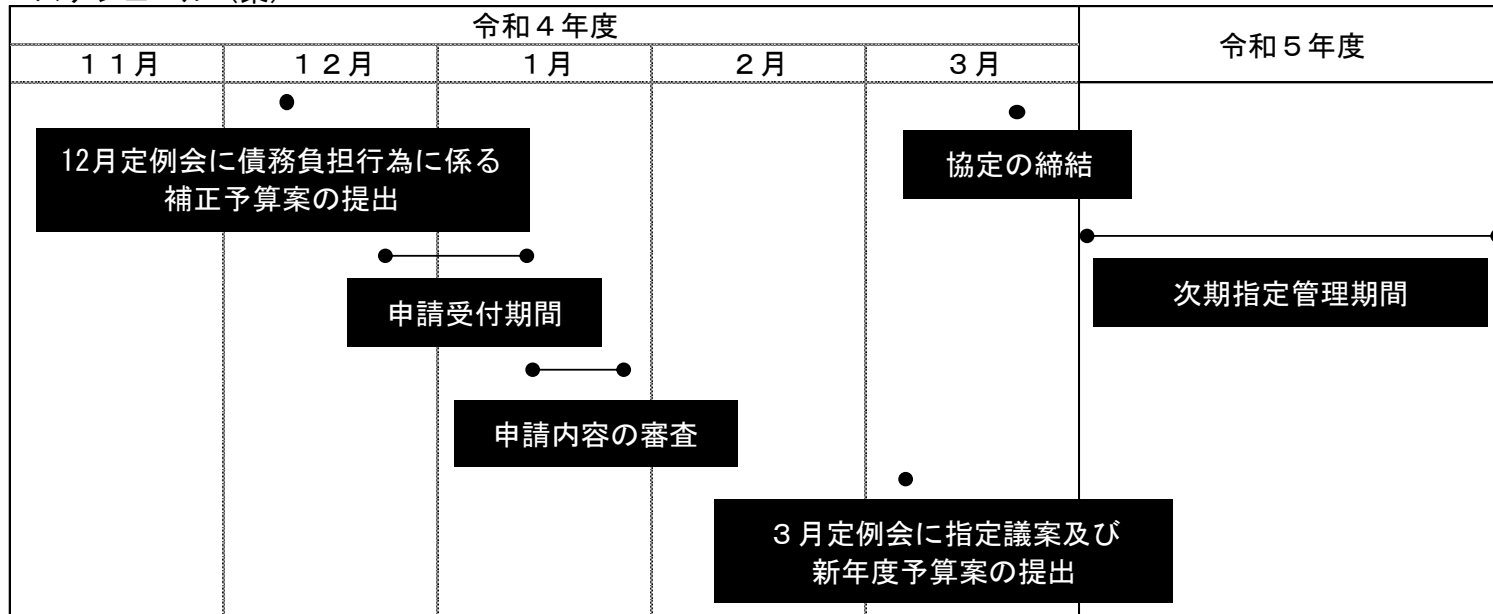 令和４年度
令和５年度
１１月
１２月
１月
２月
３月
12月定例会に債務負担行為に係る
補正予算案の提出
協定の締結
申請受付期間
次期指定管理期間
申請内容の審査
３月定例会に指定議案及び
新年度予算案の提出